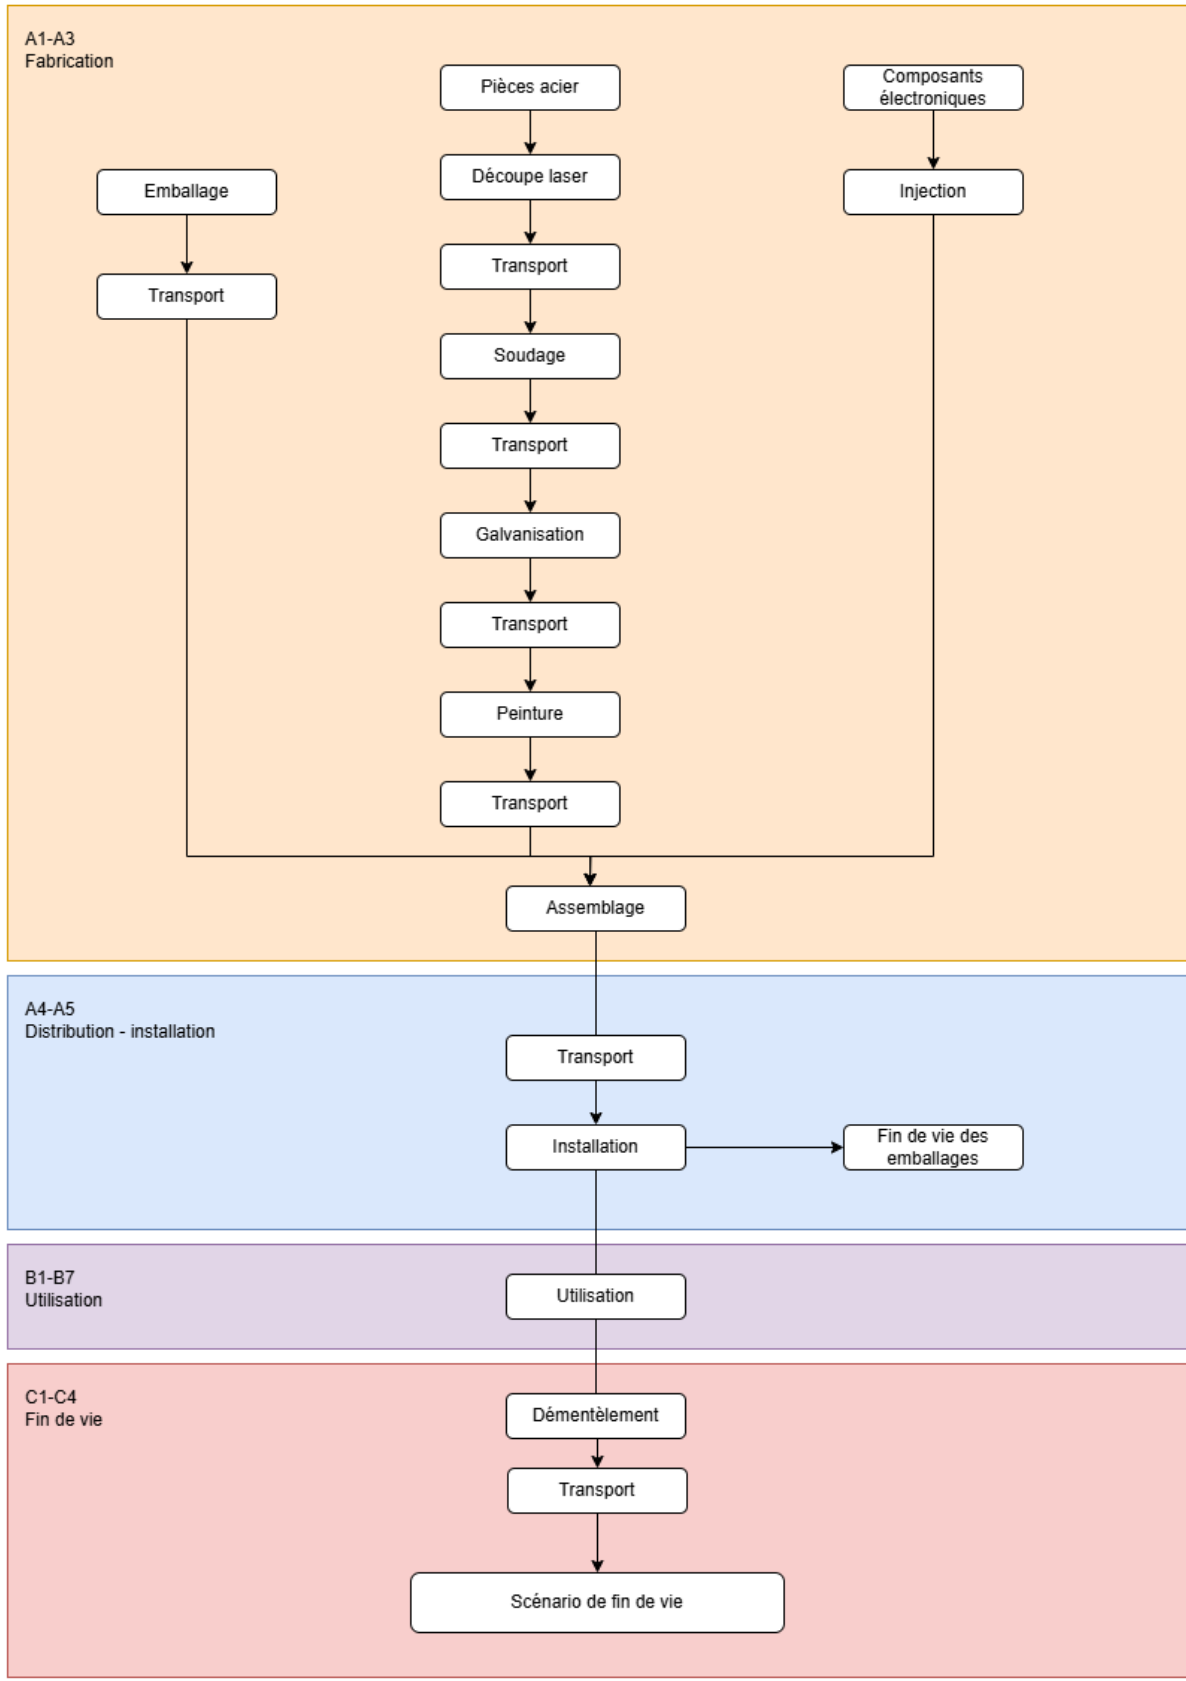 A1-A3
Fabrication
Pièces acier
Composants
électroniques
Découpe laser
Emballage
Injection
Transport
Transport
Soudage
Transport
Galvanisation
Transport
Peinture
Transport
Assemblage
A4-A5
Distribution - installation
Transport
Installation
Fin de vie des
emballages
B1-B7
Utilisation
Utilisation
C1-C4
Fin de vie
Démentèlement
Transport
Scénario de fin de vie